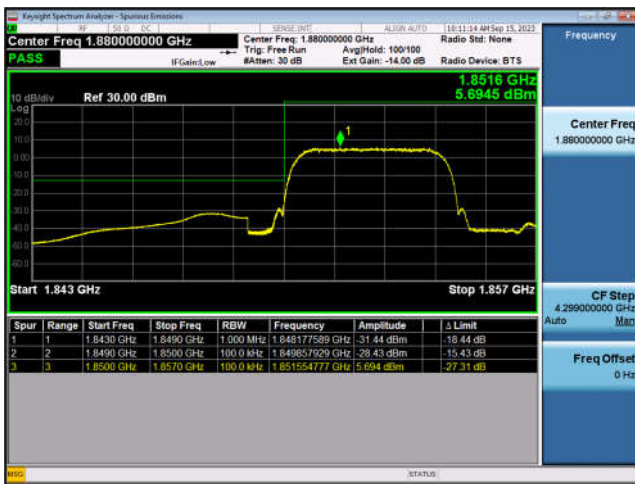 Keysight Spectrum Analyzer - Spurious Emissions
RF 50 Ω DC SENSE:INT ALIGN AUTO 10:11:14 AM Sep 15, 2023
Center Freq 1.880000000 GHz Center Freq: 1.880000000 GHz Radio Std: None
Trig: Free Run Avg|Hold: 100/100
PASS IFGain:Low #Atten: 30 dB Ext Gain: -14.00 dB Radio Device: BTS
Frequency
1.8516 GHz
5.6945 dBm
10 dB/div Ref 30.00 dBm
Log
20.0
10.0
0.00
-10.0
-20.0
-30.0
-40.0
-50.0
-60.0
1
Start 1.843 GHz Stop 1.857 GHz
Spur Range Start Freq Stop Freq RBW Frequency Amplitude Δ Limit
1 1 1.8430 GHz 1.8490 GHz 1.000 MHz 1.848177589 GHz -31.44 dBm -18.44 dB
2 2 1.8490 GHz 1.8500 GHz 100.0 kHz 1.849857929 GHz -28.43 dBm -15.43 dB
3 3 1.8500 GHz 1.8570 GHz 100.0 kHz 1.851554777 GHz 5.694 dBm -27.31 dB
Center Freq
1.880000000 GHz
CF Step
4.299000000 GHz
Auto Man
Freq Offset
0 Hz
MSG STATUS